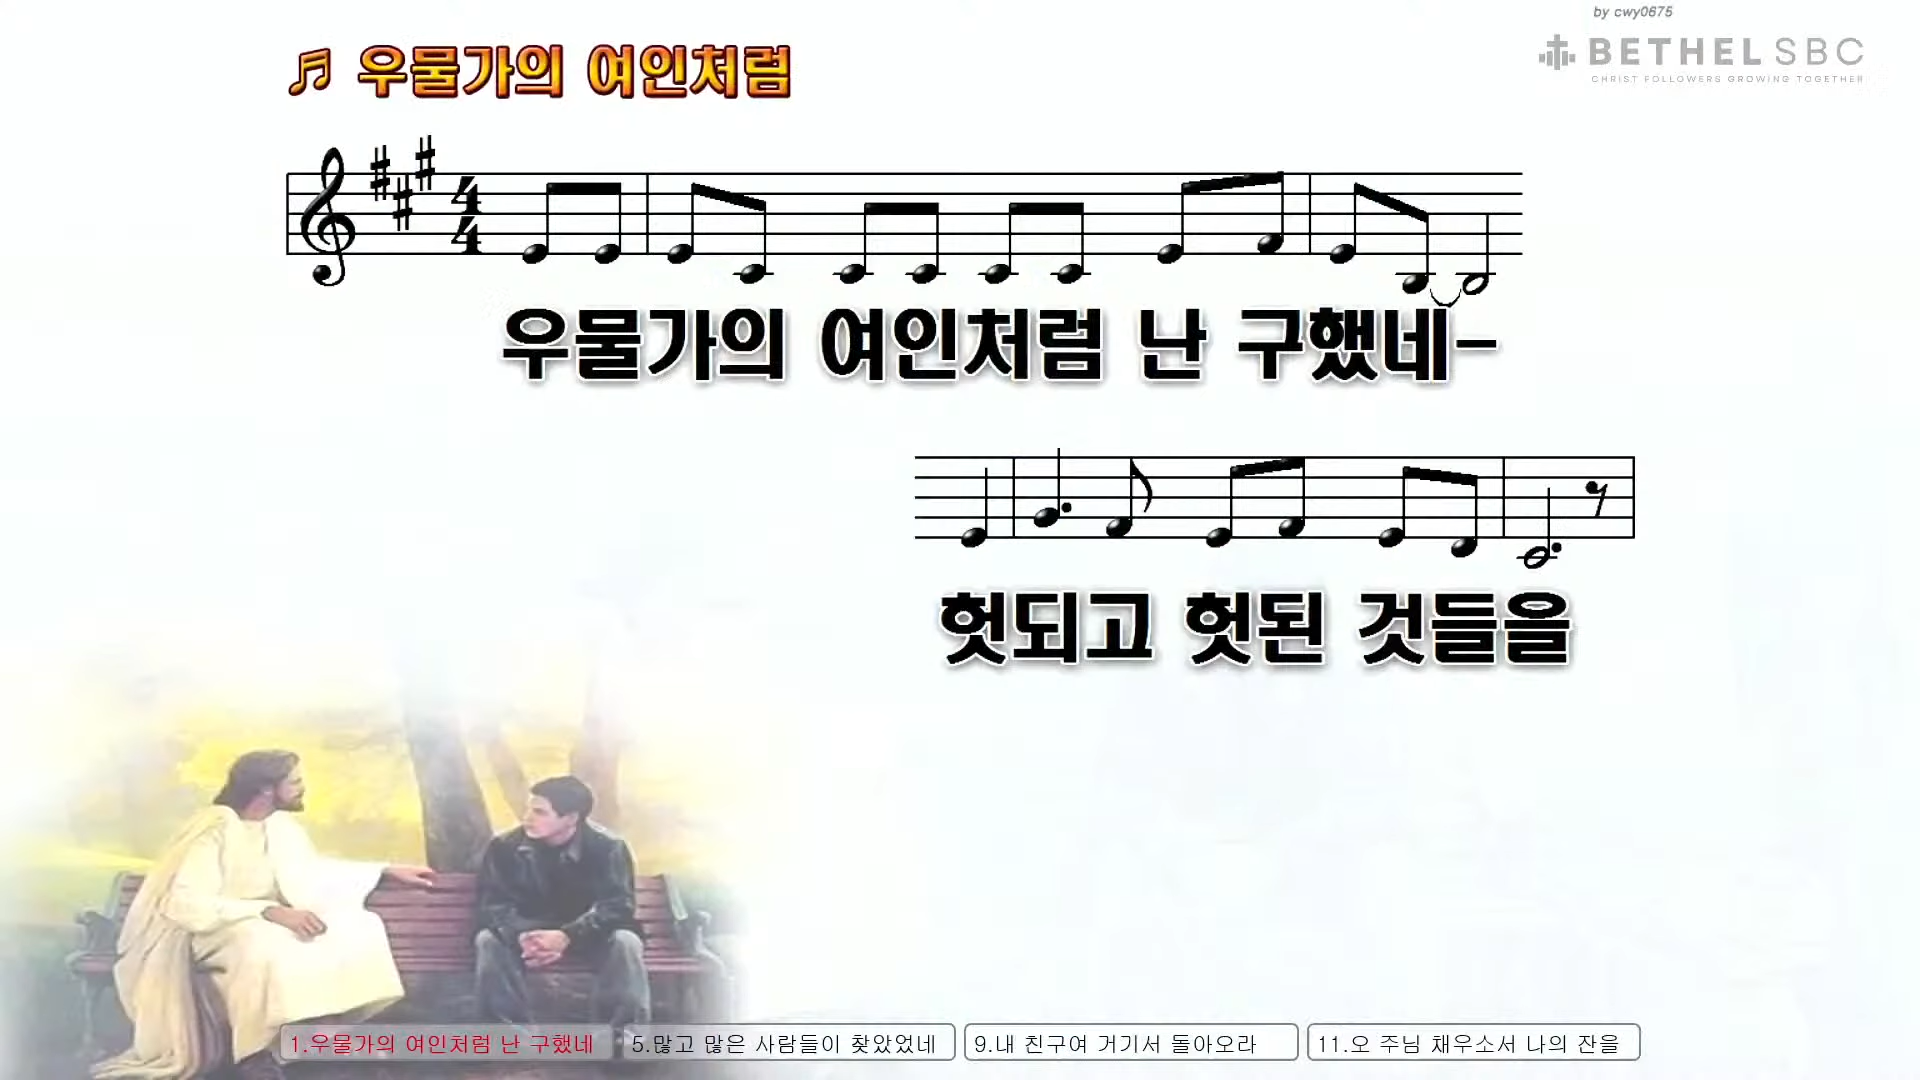 by cwy0675
BETHEL SBC
CHRIST FOLLOWERS GROWING TOGETHER
우물가의 여인처럼
4
4
우물가의 여인처럼 난 구했네-
헛되고 헛된 것들을
1.우물가의 여인처럼 난 구했네
5.많고 많은 사람들이 찾았었네
9.내 친구여 거기서 돌아오라
11.오 주님 채우소서 나의 잔을